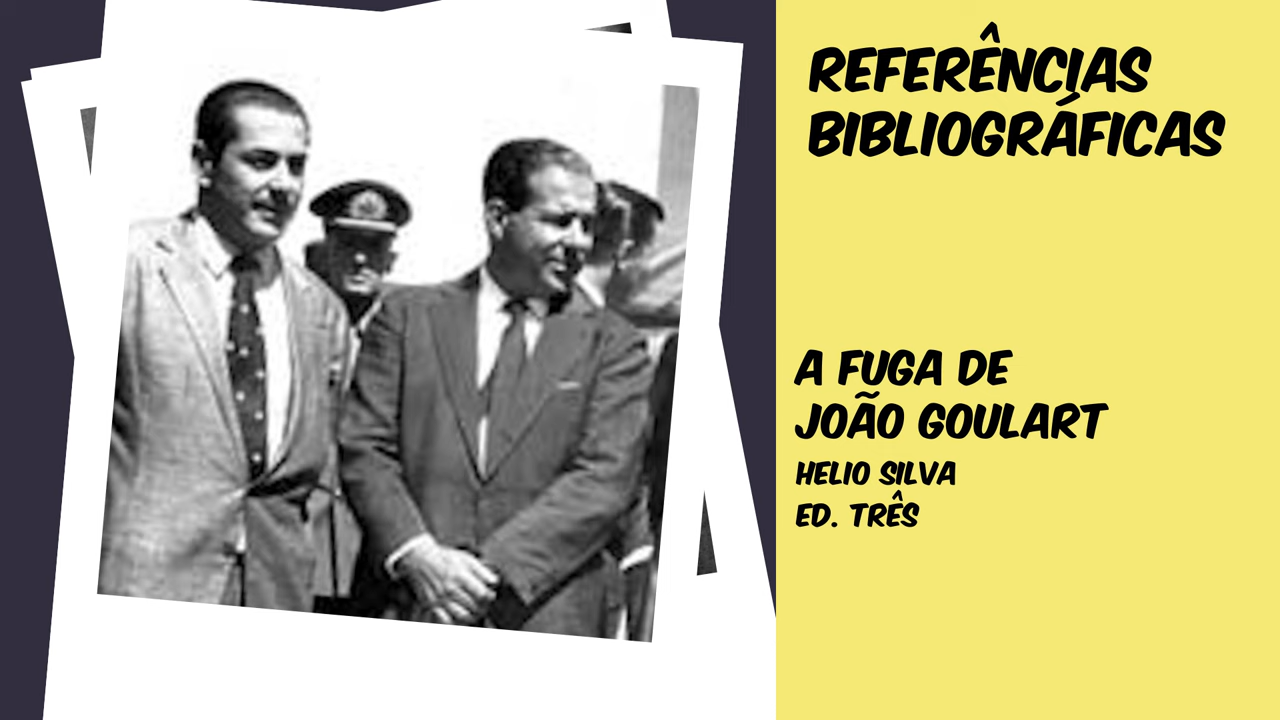 REFERÊNCIAS
BIBLIOGRÁFICAS
A FUGA DE
JOÃO GOULART
HELIO SILVA
ED. TRÊS